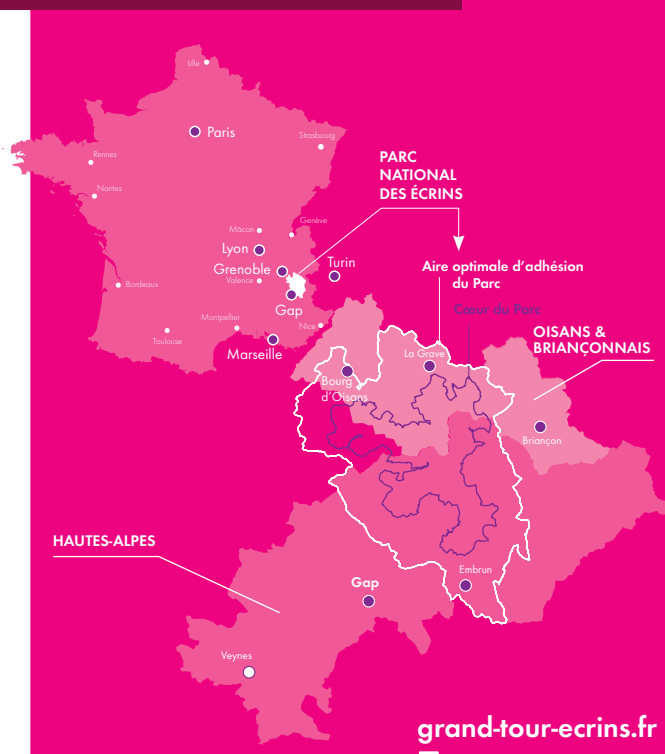 Lille
Paris
Strasbourg
Rennes
Nantes
PARC
NATIONAL
DES ÉCRINS
Mâcon
Genève
Lyon
Grenoble
Turin
Valence
Bordeaux
Gap
Montpellier
Nice
Toulouse
Marseille
Aire optimale d’adhésion
du Parc
Cœur du Parc
OISANS &
BRIANÇONNAIS
La Grave
Bourg
d’Oisans
Briançon
HAUTES-ALPES
Embrun
Gap
Veynes
grand-tour-ecrins.fr